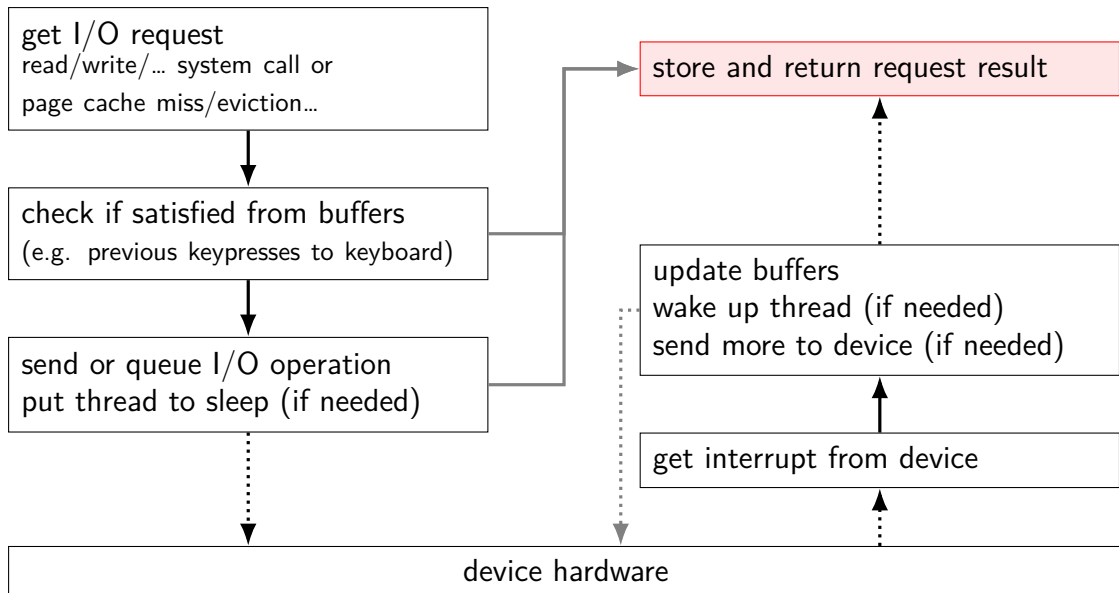 get I/O request
read/write/… system call or
page cache miss/eviction…
check if satisfied from buffers
(e.g. previous keypresses to keyboard)
send or queue I/O operation
put thread to sleep (if needed)
store and return request result
update buffers
wake up thread (if needed)
send more to device (if needed)
get interrupt from device
device hardware